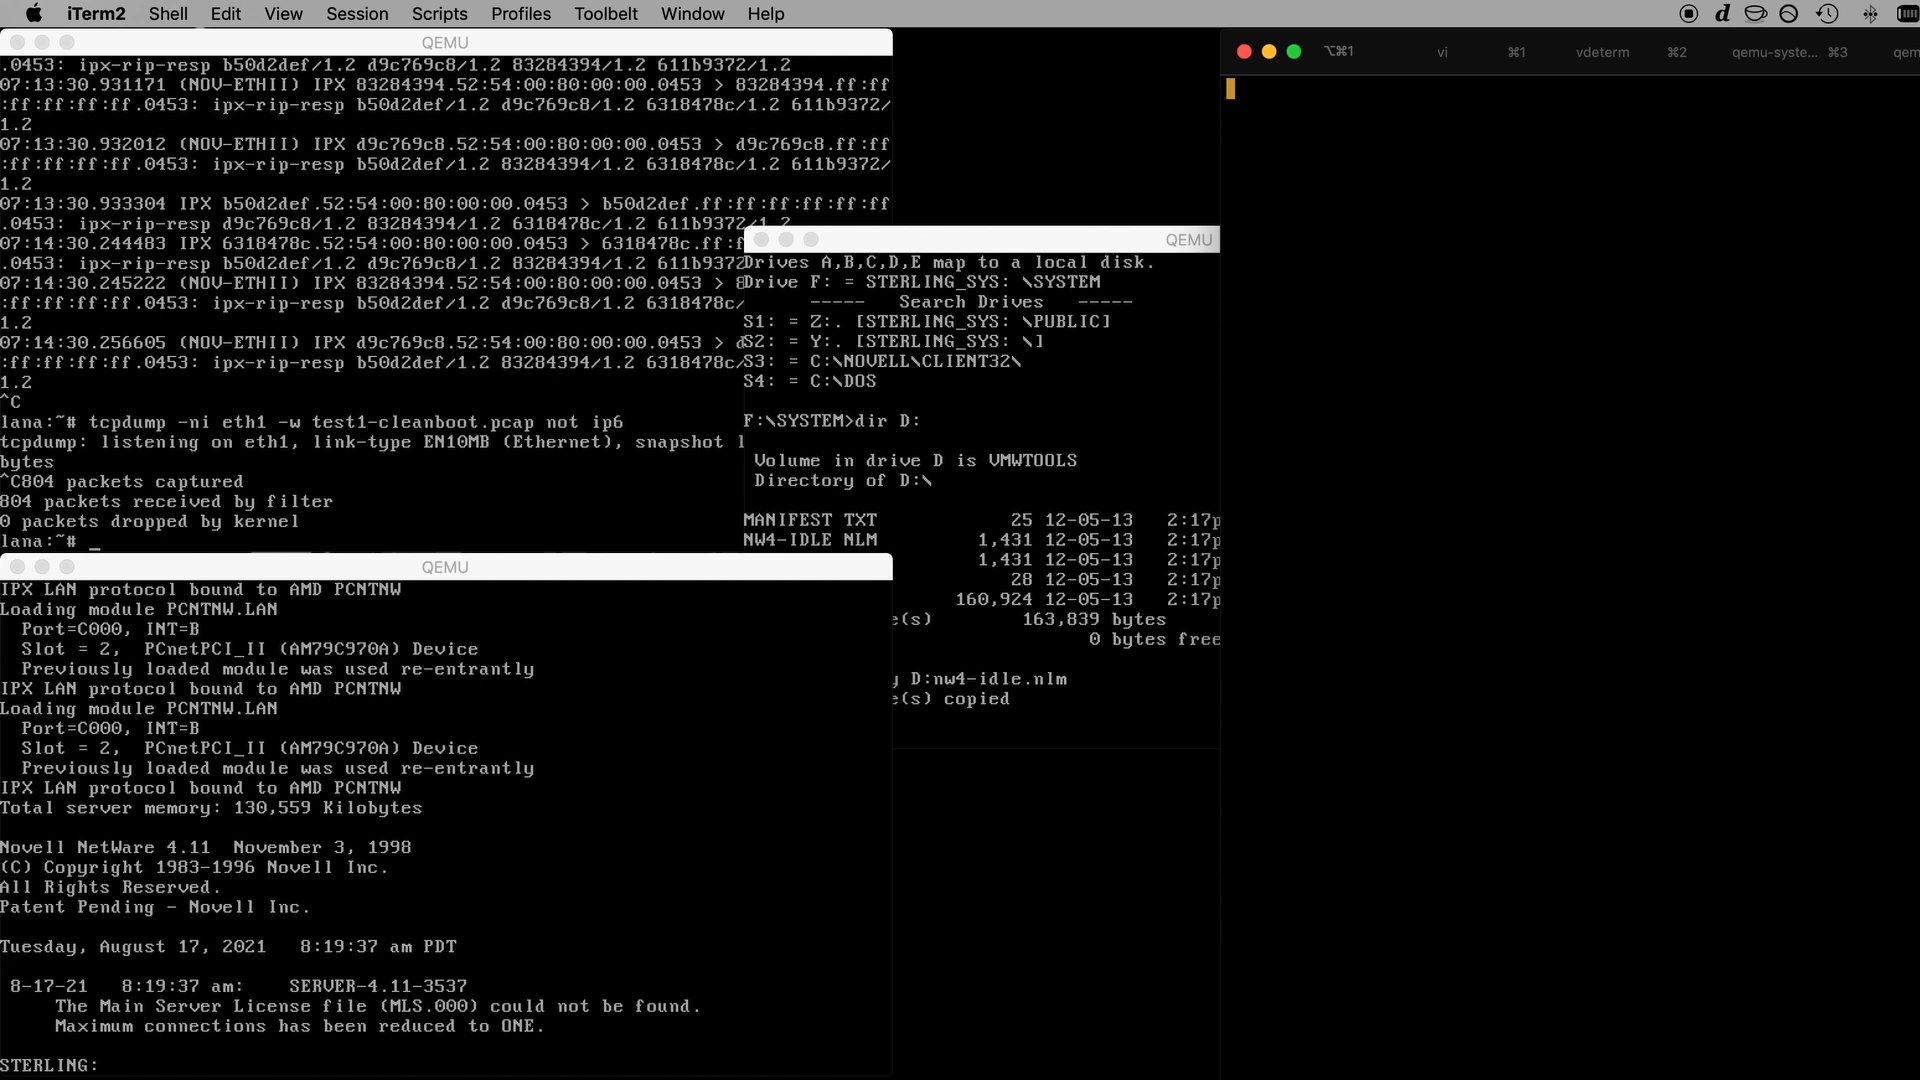 iTerm2 Shell Edit View Session Scripts Profiles Toolbelt Window Help
QEMU
.0453: ipx-rip-resp b50d2def/1.2 d9c769c8/1.2 83284394/1.2 611b9372/1.2
07:13:30.931171 (NOV-ETHII) IPX 83284394.52:54:00:80:00:00.0453 > 83284394.ff:ff
:ff:ff:ff:ff.0453: ipx-rip-resp b50d2def/1.2 d9c769c8/1.2 6318478c/1.2 611b9372/
1.2
07:13:30.932012 (NOV-ETHII) IPX d9c769c8.52:54:00:80:00:00.0453 > d9c769c8.ff:ff
:ff:ff:ff:ff.0453: ipx-rip-resp b50d2def/1.2 83284394/1.2 6318478c/1.2 611b9372/
1.2
07:13:30.933304 IPX b50d2def.52:54:00:80:00:00.0453 > b50d2def.ff:ff:ff:ff:ff:ff
.0453: ipx-rip-resp d9c769c8/1.2 83284394/1.2 6318478c/1.2 611b9372/1.2
07:14:30.244483 IPX 6318478c.52:54:00:80:00:00.0453 > 6318478c.ff:f
.0453: ipx-rip-resp b50d2def/1.2 d9c769c8/1.2 83284394/1.2 611b9372
07:14:30.245222 (NOV-ETHII) IPX 83284394.52:54:00:80:00:00.0453 > 8
:ff:ff:ff:ff.0453: ipx-rip-resp b50d2def/1.2 d9c769c8/1.2 6318478c/
1.2
07:14:30.256605 (NOV-ETHII) IPX d9c769c8.52:54:00:80:00:00.0453 > d
:ff:ff:ff:ff.0453: ipx-rip-resp b50d2def/1.2 83284394/1.2 6318478c/
1.2
^C
lana:~# tcpdump -ni eth1 -w test1-cleanboot.pcap not ip6
tcpdump: listening on eth1, link-type EN10MB (Ethernet), snapshot l
bytes
^C804 packets captured
804 packets received by filter
0 packets dropped by kernel
lana:~# _
QEMU
Drives A,B,C,D,E map to a local disk.
Drive F: = STERLING_SYS: \SYSTEM
----- Search Drives -----
S1: = Z:. [STERLING_SYS: \PUBLIC]
S2: = Y:. [STERLING_SYS: \]
S3: = C:\NOVELL\CLIENT32\
S4: = C:\DOS
F:\SYSTEM>dir D:
Volume in drive D is VMWTOOLS
Directory of D:\
MANIFEST TXT 25 12-05-13 2:17p
NW4-IDLE NLM 1,431 12-05-13 2:17p
1,431 12-05-13 2:17p
28 12-05-13 2:17p
160,924 12-05-13 2:17p
e(s) 163,839 bytes
0 bytes free
y D:nw4-idle.nlm
e(s) copied
QEMU
IPX LAN protocol bound to AMD PCNTNW
Loading module PCNTNW.LAN
Port=C000, INT=B
Slot = 2, PCnetPCI_II (AM79C970A) Device
Previously loaded module was used re-entrantly
IPX LAN protocol bound to AMD PCNTNW
Loading module PCNTNW.LAN
Port=C000, INT=B
Slot = 2, PCnetPCI_II (AM79C970A) Device
Previously loaded module was used re-entrantly
IPX LAN protocol bound to AMD PCNTNW
Total server memory: 130,559 Kilobytes
Novell NetWare 4.11 November 3, 1998
(C) Copyright 1983-1996 Novell Inc.
All Rights Reserved.
Patent Pending - Novell Inc.
Tuesday, August 17, 2021 8:19:37 am PDT
8-17-21 8:19:37 am: SERVER-4.11-3537
The Main Server License file (MLS.000) could not be found.
Maximum connections has been reduced to ONE.
STERLING:
⌥⌘1 vi ⌘1 vdeterm ⌘2 qemu-syste... ⌘3 qem